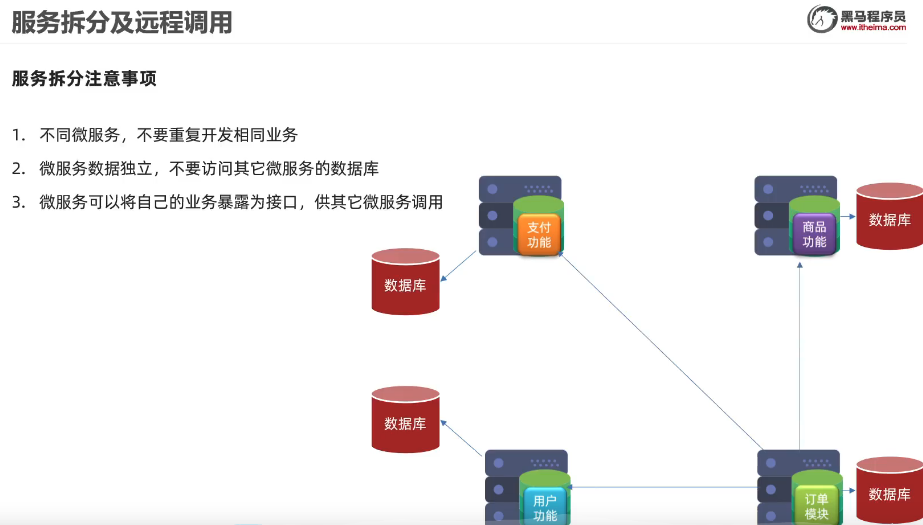 服务拆分及远程调用
黑马程序员
www.itheima.com
服务拆分注意事项
1. 不同微服务，不要重复开发相同业务
2. 微服务数据独立，不要访问其它微服务的数据库
3. 微服务可以将自己的业务暴露为接口，供其它微服务调用
支付
功能
商品
功能
数据库
数据库
数据库
用户
功能
订单
模块
数据库